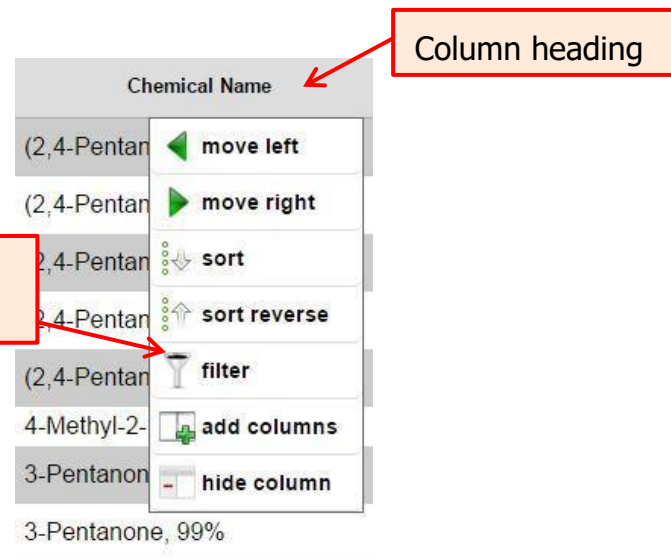 Column heading
Chemical Name
(2,4-Pentan
move left
(2,4-Pentan
move right
2,4-Pentan
sort
2,4-Pentan
sort reverse
(2,4-Pentan
filter
4-Methyl-2-
add columns
3-Pentanon
hide column
3-Pentanone, 99%